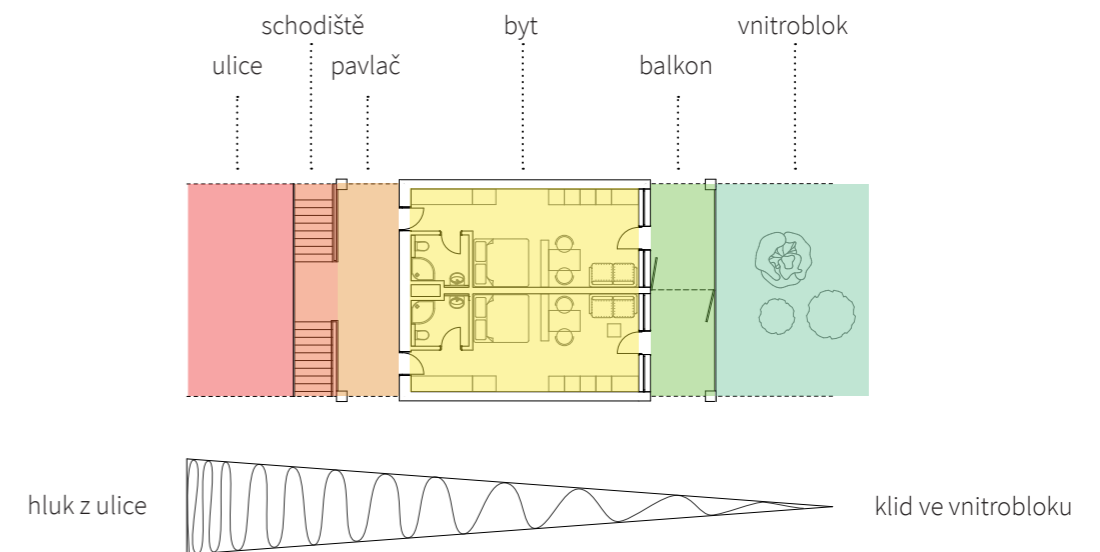 schodiště byt vnitroblok
ulice pavlač balkon
hluk z ulice klid ve vnitrobloku